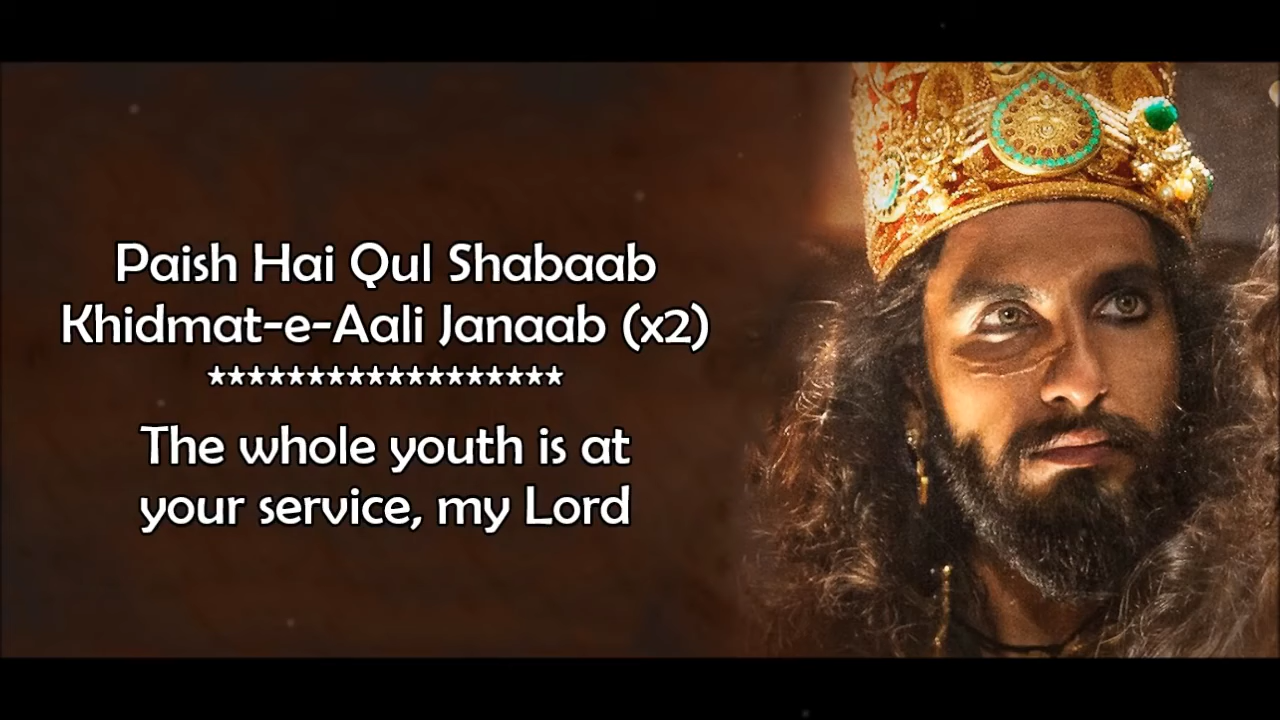 Paish Hai Qul Shabaab
Khidmat-e-Aali Janaab (x2)
******************
The whole youth is at
your service, my Lord